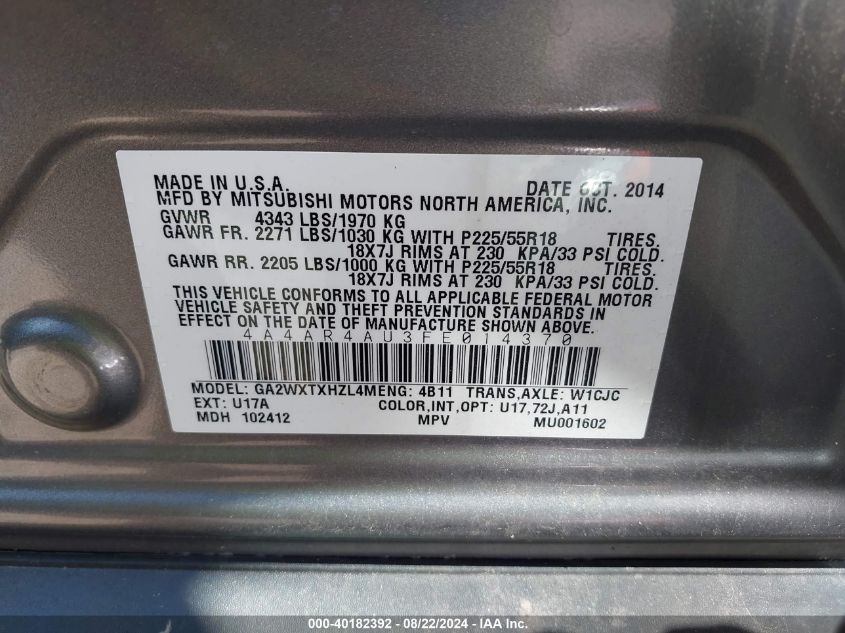 MADE IN U.S.A. DATE OCT. 2014
MFD BY MITSUBISHI MOTORS NORTH AMERICA, INC.
GVWR 4343 LBS/1970 KG
GAWR FR. 2271 LBS/1030 KG WITH P225/55R18 TIRES.
18X7J RIMS AT 230 KPA/33 PSI COLD.
GAWR RR. 2205 LBS/1000 KG WITH P225/55R18 TIRES.
18X7J RIMS AT 230 KPA/33 PSI COLD.
THIS VEHICLE CONFORMS TO ALL APPLICABLE FEDERAL MOTOR
VEHICLE SAFETY AND THEFT PREVENTION STANDARDS IN
EFFECT ON THE DATE OF MANUFACTURE SHOWN ABOVE.
4A4AR4AU3FE014370
MODEL: GA2WXTXHZL4MENG: 4B11 TRANS,AXLE: W1CJC
EXT: U17A COLOR,INT,OPT: U17,72J,A11
MDH 102412 MPV MU001602
000-40182392 - 08/22/2024 - © IAA, LLC.